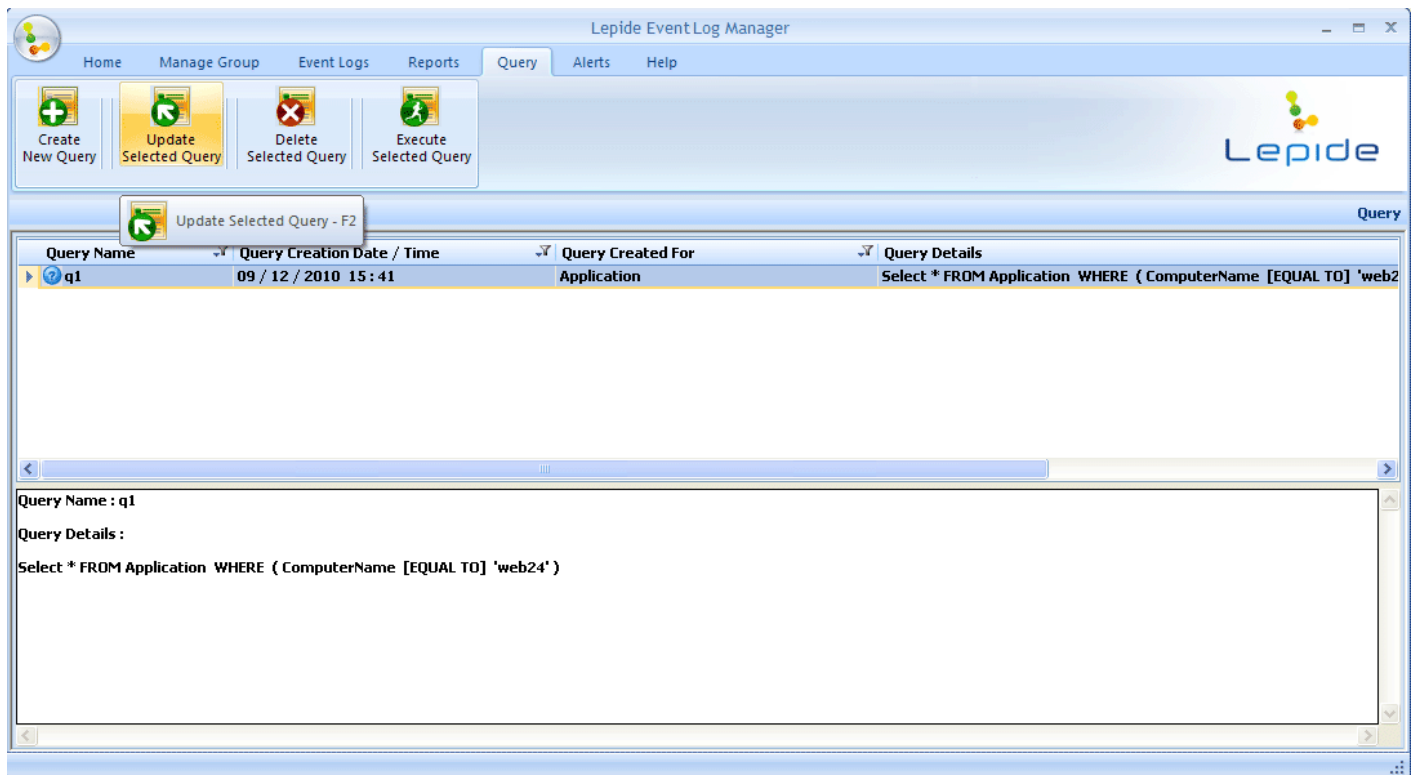 Lepide Event Log Manager
Home Manage Group Event Logs Reports Query Alerts Help
Create New Query
Update Selected Query
Delete Selected Query
Execute Selected Query
Lepide
Update Selected Query - F2
Query
Query Name Query Creation Date / Time Query Created For Query Details
q1 09 / 12 / 2010 15 : 41 Application Select * FROM Application WHERE ( ComputerName [EQUAL TO] 'web2
Query Name : q1
Query Details :
Select * FROM Application WHERE ( ComputerName [EQUAL TO] 'web24' )